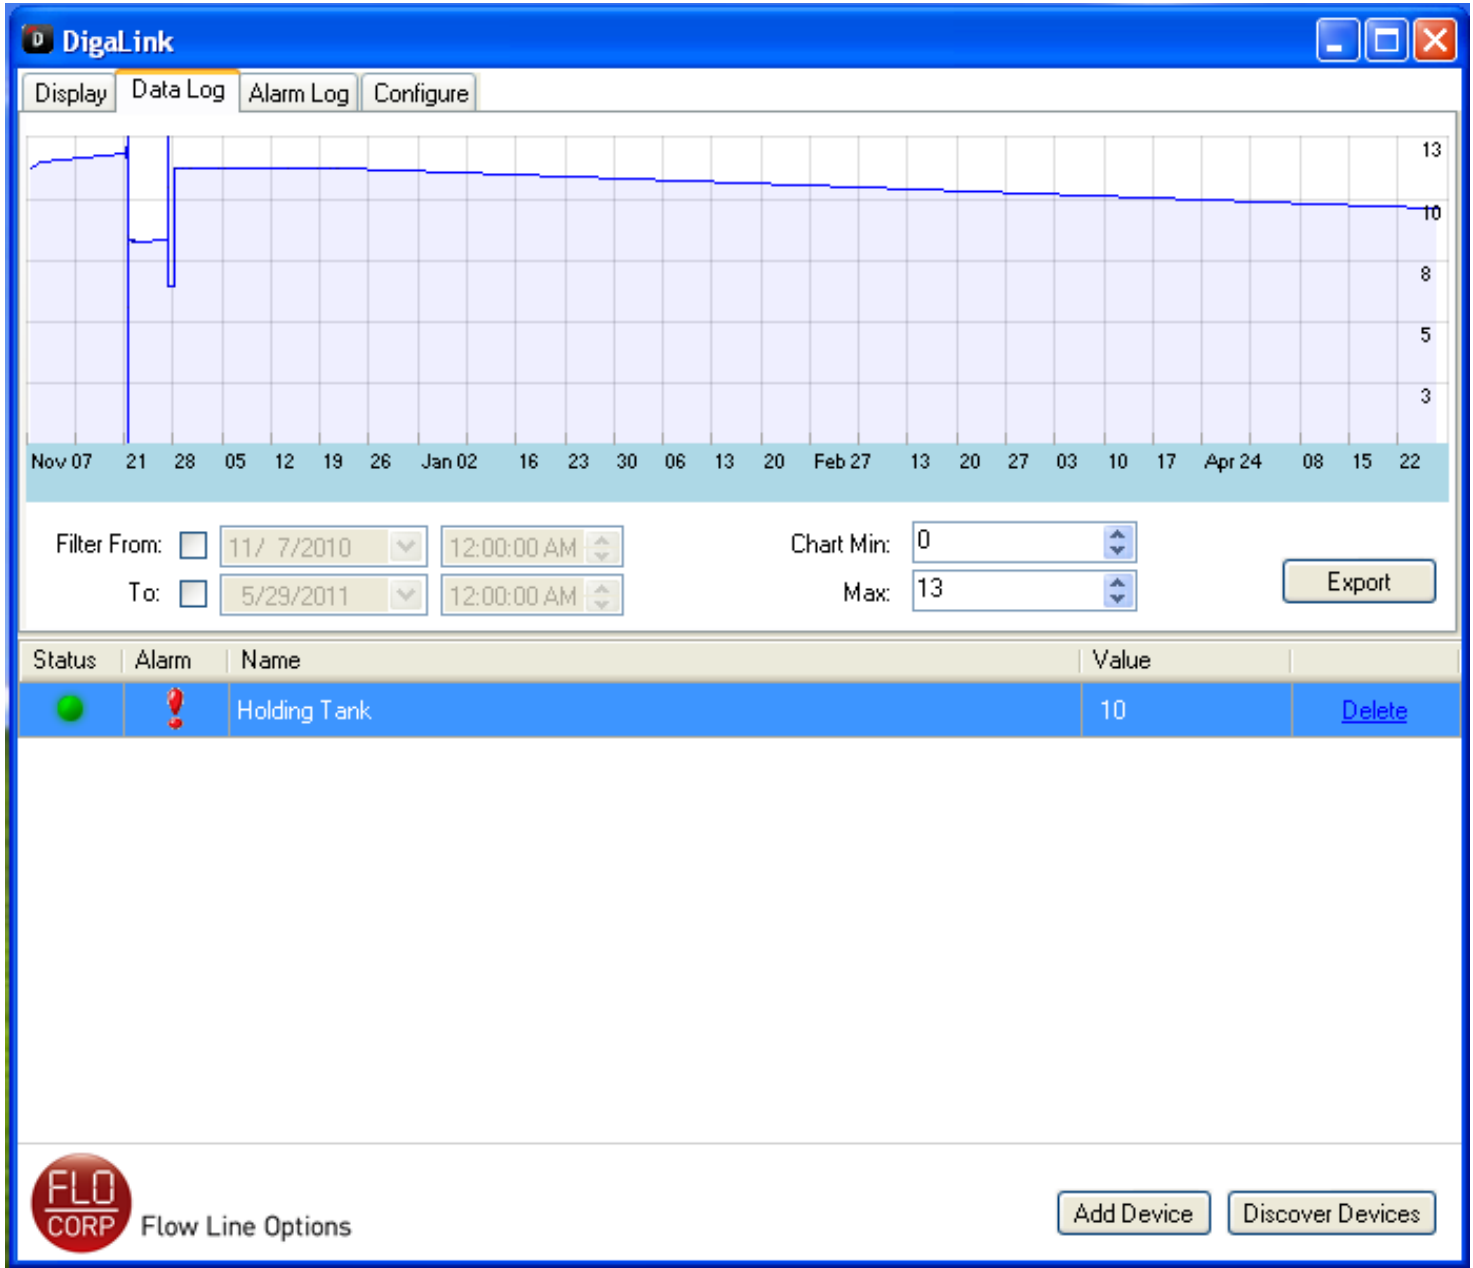 D DigaLink
Display Data Log Alarm Log Configure
13
10
8
5
3
Nov 07 21 28 05 12 19 26 Jan 02 16 23 30 06 13 20 Feb 27 13 20 27 03 10 17 Apr 24 08 15 22
Filter From: 11/ 7/2010 12:00:00 AM Chart Min: 0
To: 5/29/2011 12:00:00 AM Max: 13 Export
Status Alarm Name Value
Holding Tank 10 Delete
FLO
CORP Flow Line Options
Add Device Discover Devices